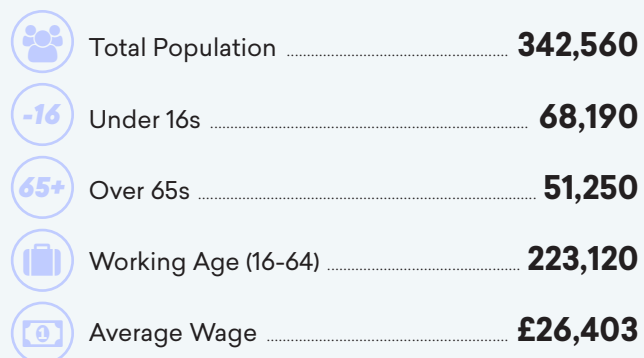 Total Population 342,560
-16 Under 16s 68,190
65+ Over 65s 51,250
Working Age (16-64) 223,120
1 Average Wage £26,403